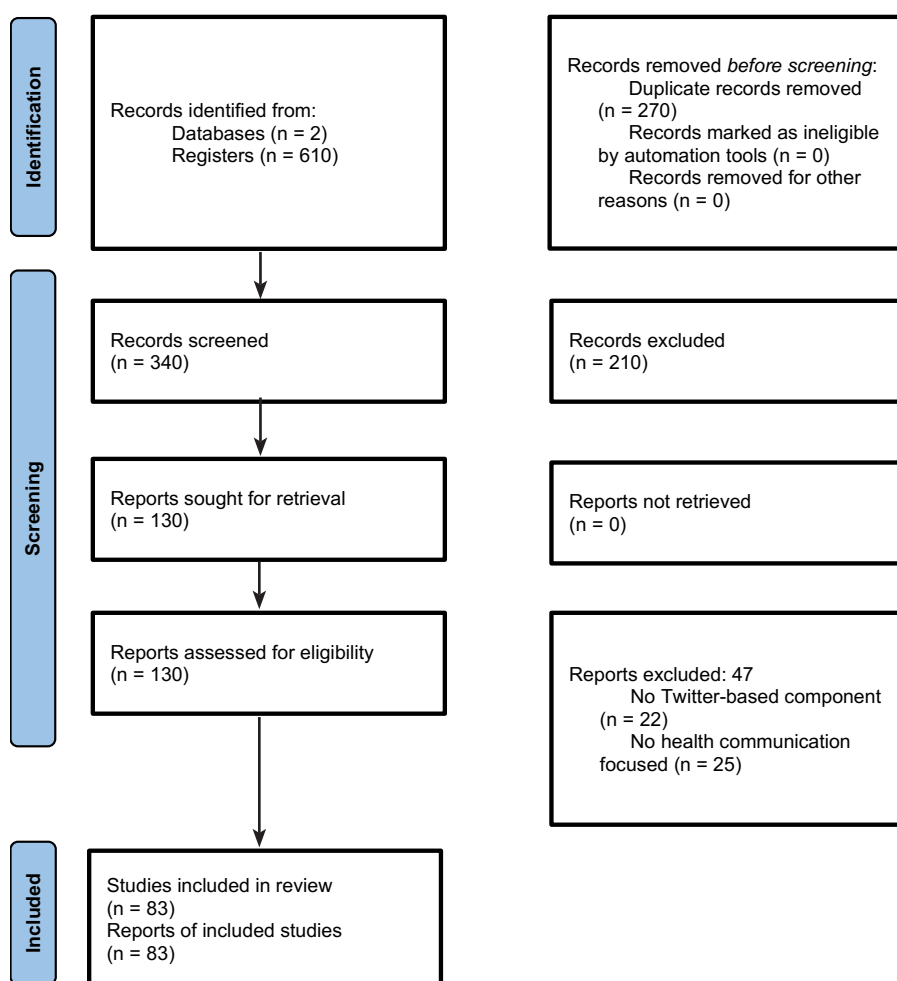 Identification
Records identified from:
Databases (n = 2)
Registers (n = 610)
Records removed before screening:
Duplicate records removed
(n = 270)
Records marked as ineligible
by automation tools (n = 0)
Records removed for other
reasons (n = 0)
Screening
Records screened
(n = 340)
Records excluded
(n = 210)
Reports sought for retrieval
(n = 130)
Reports not retrieved
(n = 0)
Reports assessed for eligibility
(n = 130)
Reports excluded: 47
No Twitter-based component
(n = 22)
No health communication
focused (n = 25)
Included
Studies included in review
(n = 83)
Reports of included studies
(n = 83)